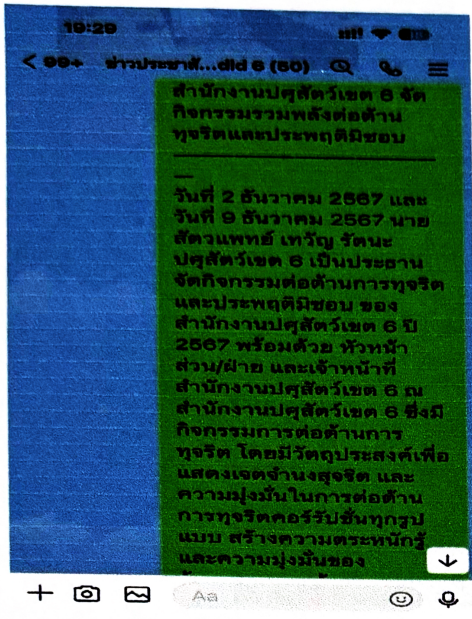 19:29
< 99+ ข่าวประชาสั...did 6 (50)
สำนักงานปศุสัตว์เขต 6 จัด
กิจกรรมรวมพลังต่อต้าน
ทุจริตและประพฤติมิชอบ
วันที่ 2 ธันวาคม 2567 และ
วันที่ 9 ธันวาคม 2567 นาย
สัตวแพทย์ เทวัญ รัตนะ
ปศุสัตว์เขต 6 เป็นประธาน
จัดกิจกรรมต่อต้านการทุจริต
และประพฤติมิชอบ ของ
สำนักงานปศุสัตว์เขต 6 ปี
2567 พร้อมด้วย หัวหน้า
ส่วน/ฝ่าย และเจ้าหน้าที่
สำนักงานปศุสัตว์เขต 6 ณ
สำนักงานปศุสัตว์เขต 6 ซึ่งมี
กิจกรรมการต่อต้านการ
ทุจริต โดยมีวัตถุประสงค์เพื่อ
แสดงเจตจำนงสุจริต และ
ความมุ่งมั่นในการต่อต้าน
การทุจริตคอร์รัปชั่นทุกรูป
แบบ สร้างความตระหนักรู้
และความมุ่งมั่นของ
Aa